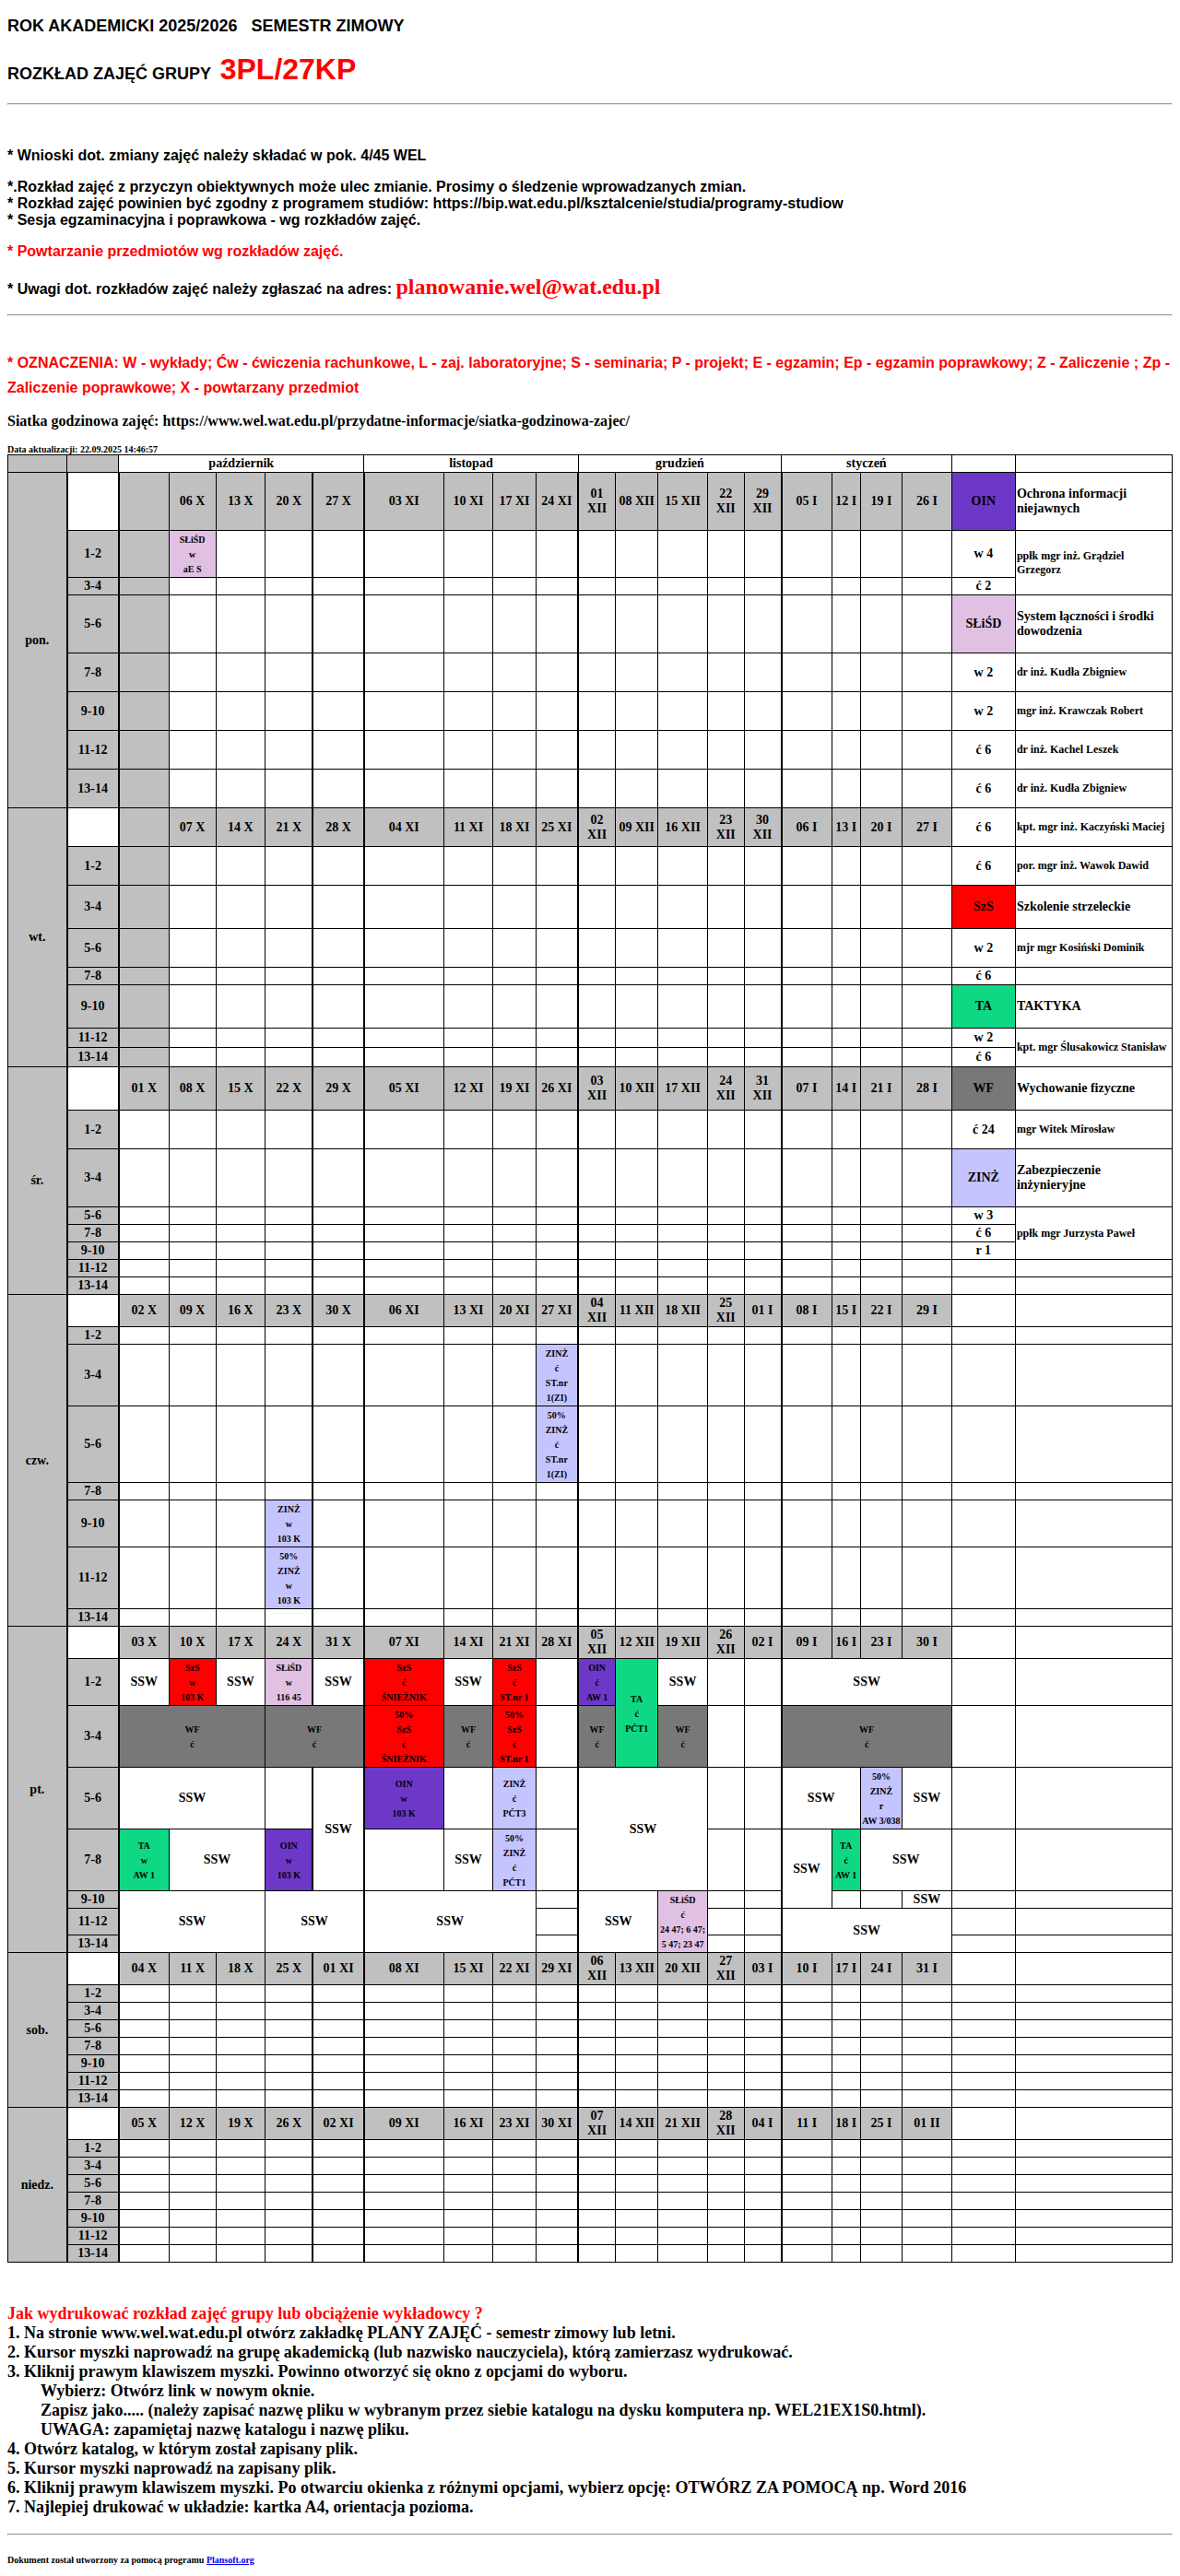 ROK AKADEMICKI 2025/2026 SEMESTR ZIMOWY
ROZKŁAD ZAJĘĆ GRUPY 3PL/27KP
* Wnioski dot. zmiany zajęć należy składać w pok. 4/45 WEL
*.Rozkład zajęć z przyczyn obiektywnych może ulec zmianie. Prosimy o śledzenie wprowadzanych zmian.
* Rozkład zajęć powinien być zgodny z programem studiów: https://bip.wat.edu.pl/ksztalcenie/studia/programy-studiow
* Sesja egzaminacyjna i poprawkowa - wg rozkładów zajęć.
* Powtarzanie przedmiotów wg rozkładów zajęć.
* Uwagi dot. rozkładów zajęć należy zgłaszać na adres: planowanie.wel@wat.edu.pl
* OZNACZENIA: W - wykłady; Ćw - ćwiczenia rachunkowe, L - zaj. laboratoryjne; S - seminaria; P - projekt; E - egzamin; Ep - egzamin poprawkowy; Z - Zaliczenie ; Zp -
Zaliczenie poprawkowe; X - powtarzany przedmiot
Siatka godzinowa zajęć: https://www.wel.wat.edu.pl/przydatne-informacje/siatka-godzinowa-zajec/
Data aktualizacji: 22.09.2025 14:46:57
październik listopad grudzień styczeń
pon. 06 X 13 X 20 X 27 X 03 XI 10 XI 17 XI 24 XI 01 XII 08 XII 15 XII 22 XII 29 XII 05 I 12 I 19 I 26 I OIN Ochrona informacji niejawnych
1-2 SŁiŚD w aE S w 4 ppłk mgr inż. Grądziel Grzegorz
3-4 ć 2
5-6 SŁiŚD System łączności i środki dowodzenia
7-8 w 2 dr inż. Kudła Zbigniew
9-10 w 2 mgr inż. Krawczak Robert
11-12 ć 6 dr inż. Kachel Leszek
13-14 ć 6 dr inż. Kudła Zbigniew
wt. 07 X 14 X 21 X 28 X 04 XI 11 XI 18 XI 25 XI 02 XII 09 XII 16 XII 23 XII 30 XII 06 I 13 I 20 I 27 I ć 6 kpt. mgr inż. Kaczyński Maciej
1-2 ć 6 por. mgr inż. Wawok Dawid
3-4 SzS Szkolenie strzeleckie
5-6 w 2 mjr mgr Kosiński Dominik
7-8 ć 6
9-10 TA TAKTYKA
11-12 w 2 kpt. mgr Ślusakowicz Stanisław
13-14 ć 6
śr. 01 X 08 X 15 X 22 X 29 X 05 XI 12 XI 19 XI 26 XI 03 XII 10 XII 17 XII 24 XII 31 XII 07 I 14 I 21 I 28 I WF Wychowanie fizyczne
1-2 ć 24 mgr Witek Mirosław
3-4 ZINŻ Zabezpieczenie inżynieryjne
5-6 w 3
7-8 ć 6 ppłk mgr Jurzysta Paweł
9-10 r 1
11-12
13-14
czw. 02 X 09 X 16 X 23 X 30 X 06 XI 13 XI 20 XI 27 XI 04 XII 11 XII 18 XII 25 XII 01 I 08 I 15 I 22 I 29 I
1-2
3-4 ZINŻ ć ST.nr 1(ZI)
5-6 50% ZINŻ ć ST.nr 1(ZI)
7-8
9-10 ZINŻ w 103 K
11-12 50% ZINŻ w 103 K
13-14
pt. 03 X 10 X 17 X 24 X 31 X 07 XI 14 XI 21 XI 28 XI 05 XII 12 XII 19 XII 26 XII 02 I 09 I 16 I 23 I 30 I
1-2 SSW SzS w 103 K SSW SŁiŚD w 116 45 SSW SzS ć ŚNIEŻNIK SSW SzS ć ST.nr 1 OIN ć AW 1 TA ć PĆT1 SSW SSW
3-4 WF ć WF ć 50% SzS ć ŚNIEŻNIK WF ć 50% SzS ć ST.nr 1 WF ć WF ć WF ć
5-6 SSW SSW OIN w 103 K ZINŻ ć PĆT3 SSW SSW 50% ZINŻ r AW 3/038 SSW
7-8 TA w AW 1 SSW OIN w 103 K SSW 50% ZINŻ ć PĆT1 SSW TA ć AW 1 SSW
9-10 SSW SSW SSW SSW SŁiŚD ć 24 47; 6 47; 5 47; 23 47 SSW
11-12 SSW
13-14
sob. 04 X 11 X 18 X 25 X 01 XI 08 XI 15 XI 22 XI 29 XI 06 XII 13 XII 20 XII 27 XII 03 I 10 I 17 I 24 I 31 I
1-2
3-4
5-6
7-8
9-10
11-12
13-14
niedz. 05 X 12 X 19 X 26 X 02 XI 09 XI 16 XI 23 XI 30 XI 07 XII 14 XII 21 XII 28 XII 04 I 11 I 18 I 25 I 01 II
1-2
3-4
5-6
7-8
9-10
11-12
13-14
Jak wydrukować rozkład zajęć grupy lub obciążenie wykładowcy ?
1. Na stronie www.wel.wat.edu.pl otwórz zakładkę PLANY ZAJĘĆ - semestr zimowy lub letni.
2. Kursor myszki naprowadź na grupę akademicką (lub nazwisko nauczyciela), którą zamierzasz wydrukować.
3. Kliknij prawym klawiszem myszki. Powinno otworzyć się okno z opcjami do wyboru.
Wybierz: Otwórz link w nowym oknie.
Zapisz jako..... (należy zapisać nazwę pliku w wybranym przez siebie katalogu na dysku komputera np. WEL21EX1S0.html).
UWAGA: zapamiętaj nazwę katalogu i nazwę pliku.
4. Otwórz katalog, w którym został zapisany plik.
5. Kursor myszki naprowadź na zapisany plik.
6. Kliknij prawym klawiszem myszki. Po otwarciu okienka z różnymi opcjami, wybierz opcję: OTWÓRZ ZA POMOCĄ np. Word 2016
7. Najlepiej drukować w układzie: kartka A4, orientacja pozioma.
Dokument został utworzony za pomocą programu Plansoft.org